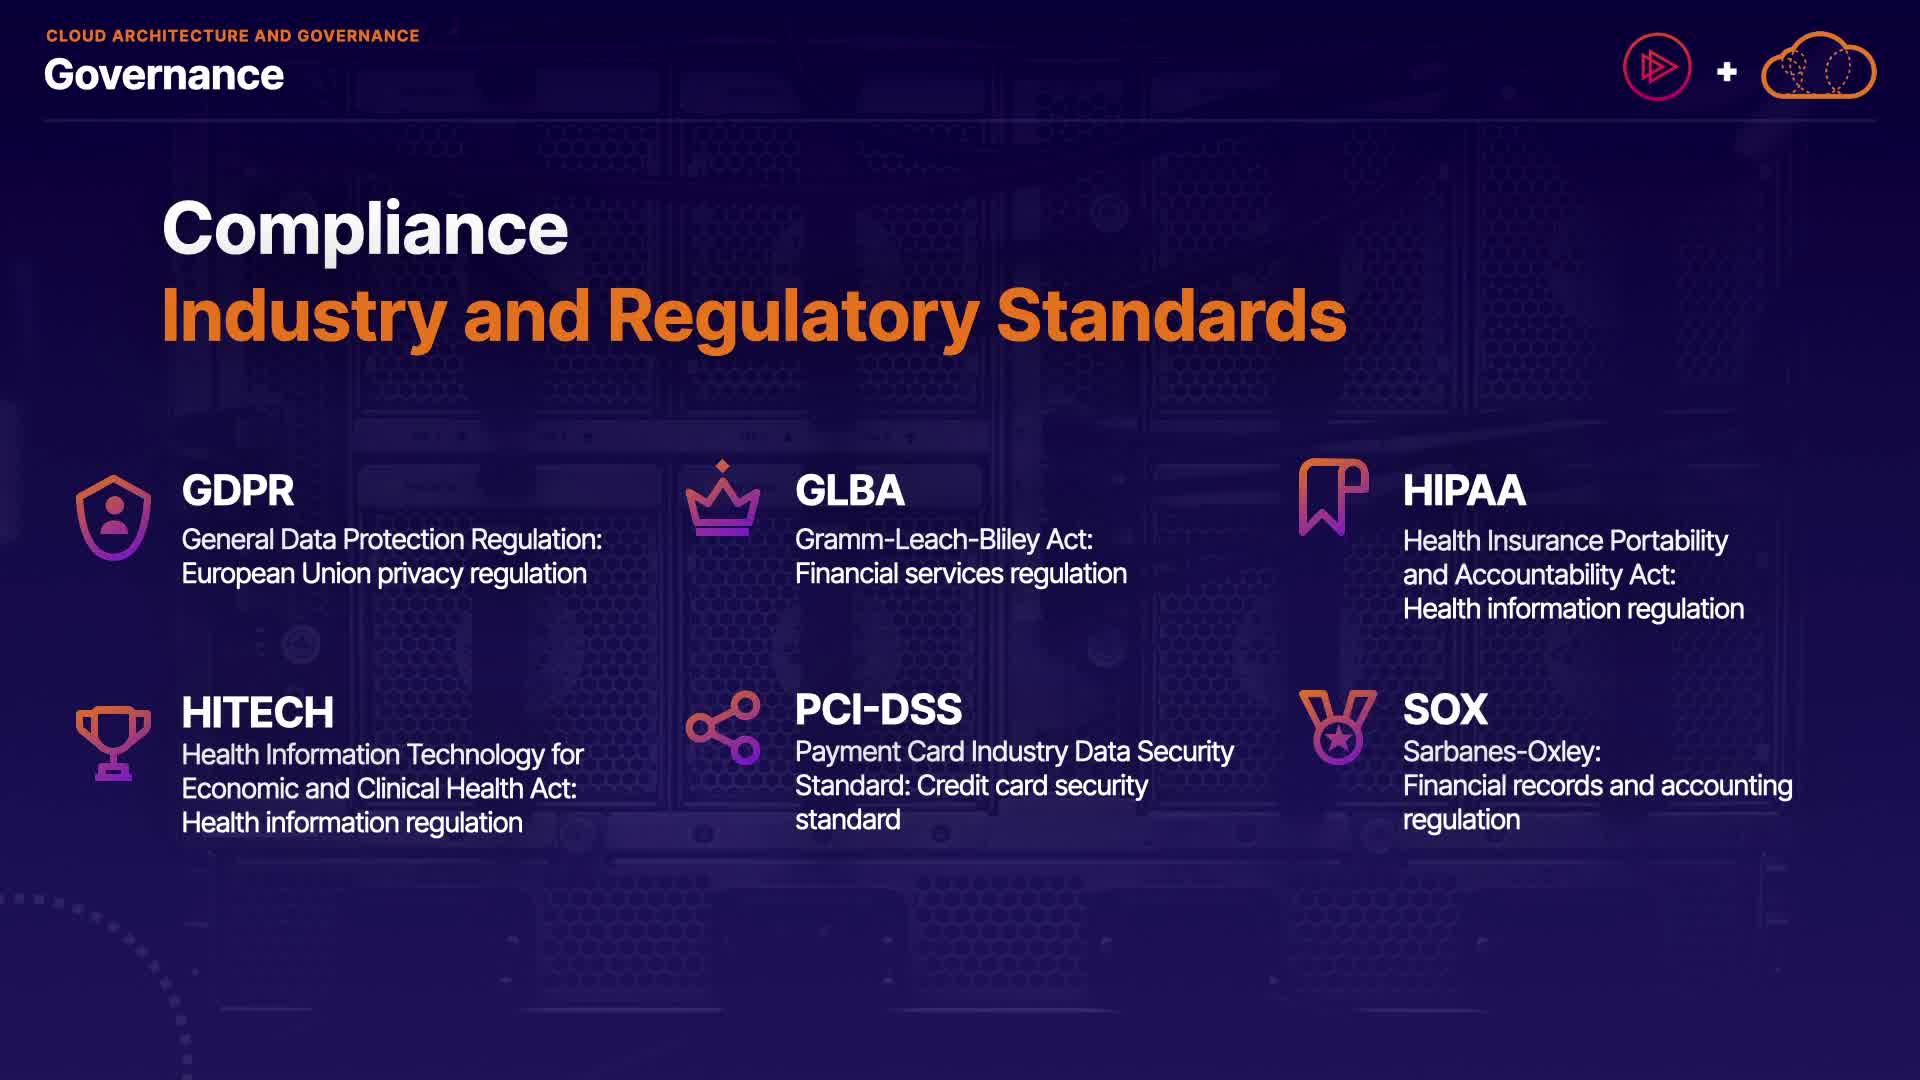 CLOUD ARCHITECTURE AND GOVERNANCE
Governance
Compliance
Industry and Regulatory Standards
GDPR
General Data Protection Regulation:
European Union privacy regulation
GLBA
Gramm-Leach-Bliley Act:
Financial services regulation
HIPAA
Health Insurance Portability
and Accountability Act:
Health information regulation
HITECH
Health Information Technology for
Economic and Clinical Health Act:
Health information regulation
PCI-DSS
Payment Card Industry Data Security
Standard: Credit card security
standard
SOX
Sarbanes-Oxley:
Financial records and accounting
regulation